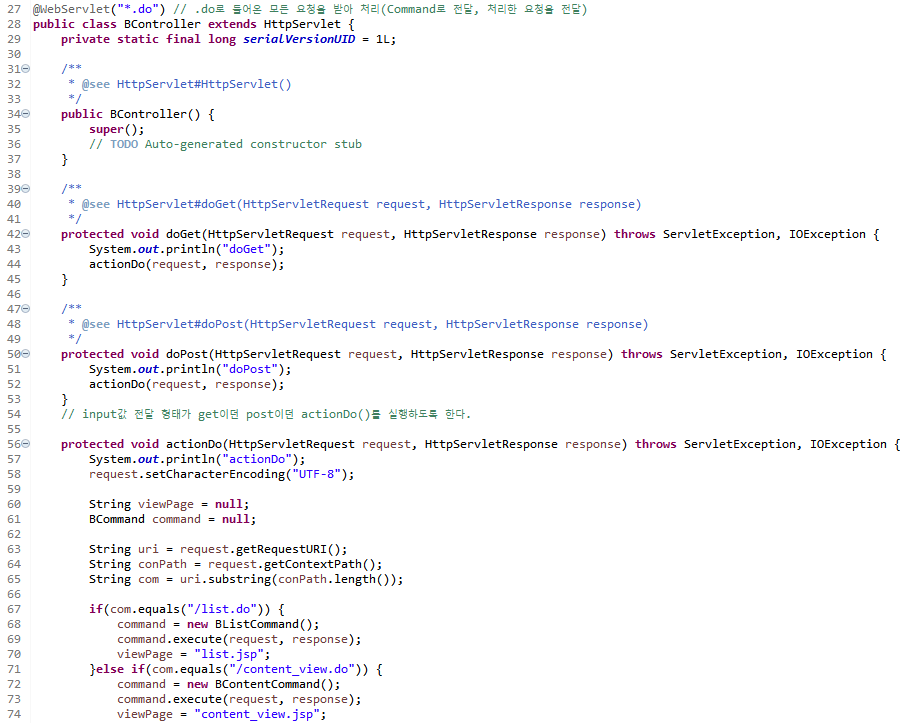 27 @WebServlet("*.do") // .do로 들어온 모든 요청을 받아 처리(Command로 전달, 처리한 요청을 전달)
28 public class BController extends HttpServlet {
29     private static final long serialVersionUID = 1L;
30
31     /**
32      * @see HttpServlet#HttpServlet()
33      */
34     public BController() {
35         super();
36         // TODO Auto-generated constructor stub
37     }
38
39     /**
40      * @see HttpServlet#doGet(HttpServletRequest request, HttpServletResponse response)
41      */
42     protected void doGet(HttpServletRequest request, HttpServletResponse response) throws ServletException, IOException {
43         System.out.println("doGet");
44         actionDo(request, response);
45     }
46
47     /**
48      * @see HttpServlet#doPost(HttpServletRequest request, HttpServletResponse response)
49      */
50     protected void doPost(HttpServletRequest request, HttpServletResponse response) throws ServletException, IOException {
51         System.out.println("doPost");
52         actionDo(request, response);
53     }
54     // input값 전달 형태가 get이던 post이던 actionDo()를 실행하도록 한다.
55
56     protected void actionDo(HttpServletRequest request, HttpServletResponse response) throws ServletException, IOException {
57         System.out.println("actionDo");
58         request.setCharacterEncoding("UTF-8");
59
60         String viewPage = null;
61         BCommand command = null;
62
63         String uri = request.getRequestURI();
64         String conPath = request.getContextPath();
65         String com = uri.substring(conPath.length());
66
67         if(com.equals("/list.do")) {
68             command = new BListCommand();
69             command.execute(request, response);
70             viewPage = "list.jsp";
71         }else if(com.equals("/content_view.do")) {
72             command = new BContentCommand();
73             command.execute(request, response);
74             viewPage = "content_view.jsp";